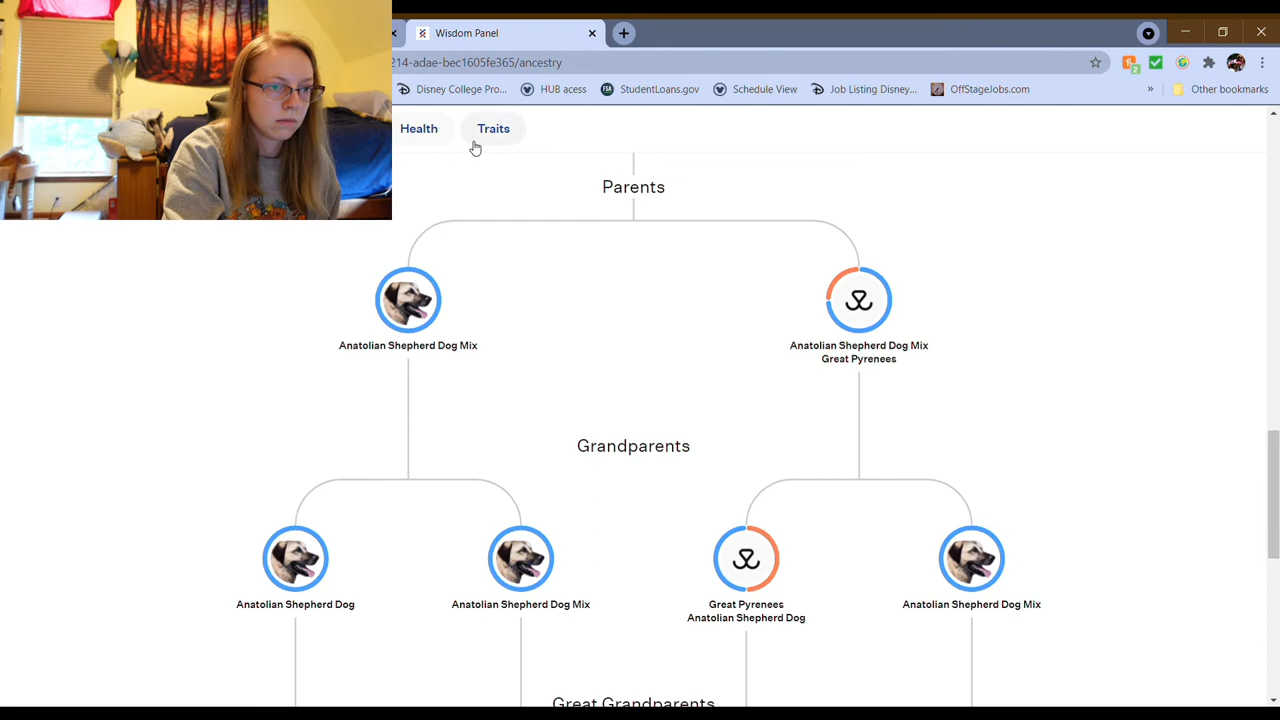 Wisdom Panel
214-adae-bec1605fe365/ancestry
2
Disney College Pro...
HUB acess
FSA
StudentLoans.gov
Schedule View
Job Listing Disney...
OffStageJobs.com
»
Other bookmarks
Health
Traits
Parents
Anatolian Shepherd Dog Mix
Anatolian Shepherd Dog Mix
Great Pyrenees
Grandparents
Anatolian Shepherd Dog
Anatolian Shepherd Dog Mix
Great Pyrenees
Anatolian Shepherd Dog
Anatolian Shepherd Dog Mix
Great Grandparents